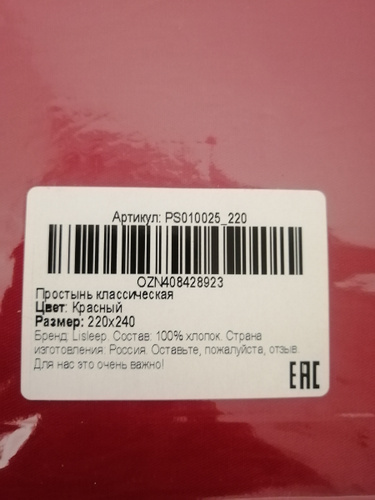 Артикул: PS010025_220
OZN408428923
Простынь классическая
Цвет: Красный
Размер: 220x240
Бренд: Lisleep. Состав: 100% хлопок. Страна
изготовления: Россия. Оставьте, пожалуйста, отзыв.
Для нас это очень важно!
EAC